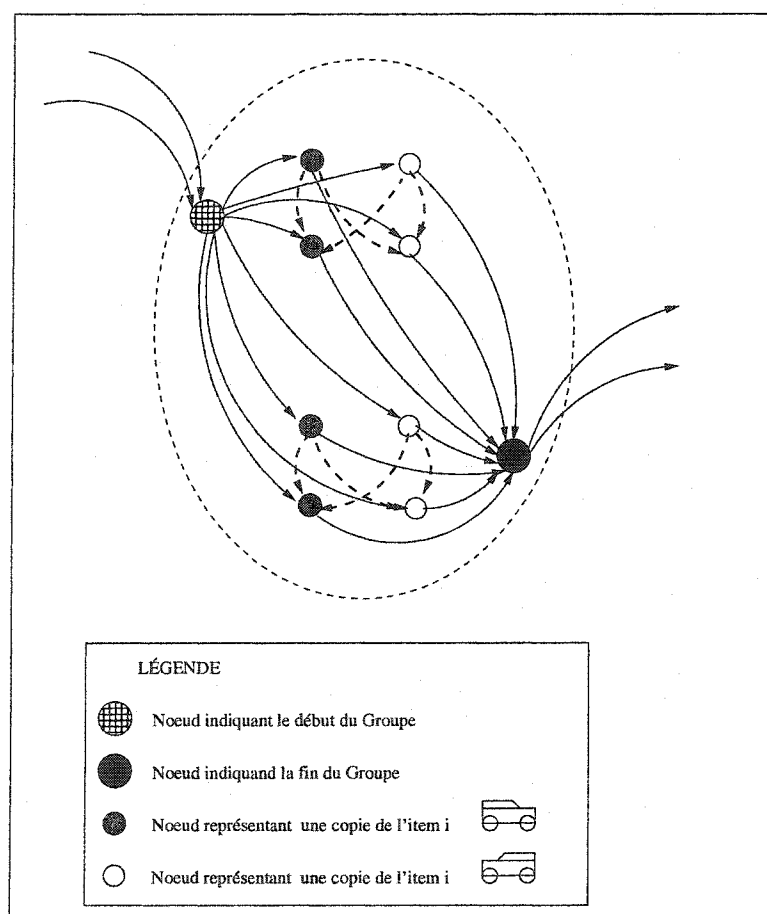 LÉGENDE
Noeud indiquant le début du Groupe
Noeud indiquand la fin du Groupe
Noeud représentant une copie de l'item i
Noeud représentant une copie de l'item i